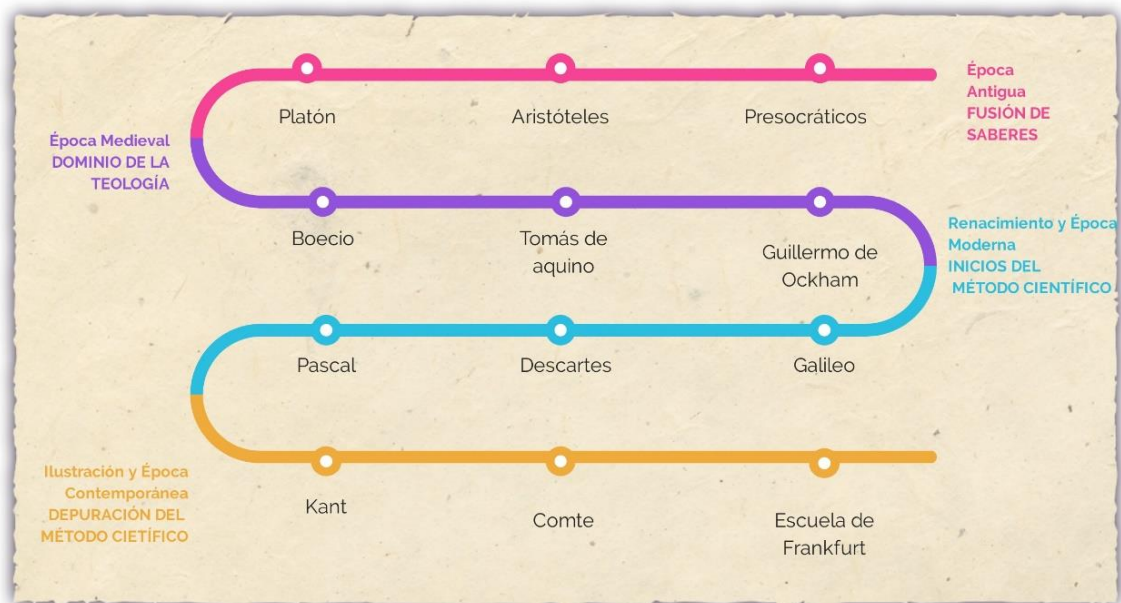 Época
Antigua
FUSIÓN DE
SABERES
Platón
Aristóteles
Presocráticos
Época Medieval
DOMINIO DE LA
TEOLOGÍA
Boecio
Tomás de
aquino
Guillermo de
Ockham
Renacimiento y Época
Moderna
INICIOS DEL
MÉTODO CIENTÍFICO
Pascal
Descartes
Galileo
Ilustración y Época
Contemporánea
DEPURACIÓN DEL
MÉTODO CIETÍFICO
Kant
Comte
Escuela de
Frankfurt